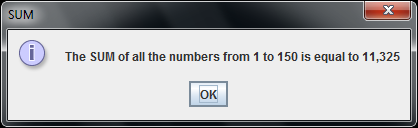 SUM
The SUM of all the numbers from 1 to 150 is equal to 11,325
OK